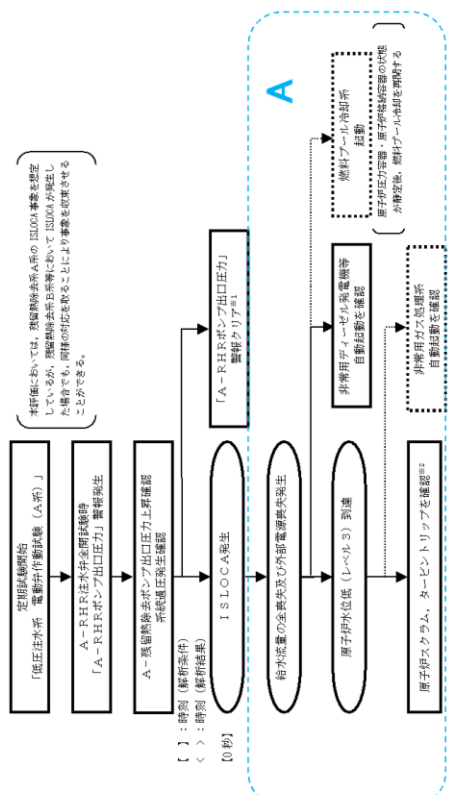 定期試験開始
「低圧注水系 電動弁作動試験（A系）」
本評価においては，残留熱除去系A系のISLOCA事象を想定
しているが，残留熱除去系B系等においてISLOCAが発生し
た場合でも，同様の対応を取ることにより事象を収束させる
ことができる。
A－RHR注水弁全開試験時
「A－RHRポンプ出口圧力」警報発生
A－残留熱除去ポンプ出口圧力上昇確認
系統過圧発生確認
【 】：時刻（解析条件）
＜ ＞：時刻（解析結果）
【0秒】
ISLOCA発生
「A－RHRポンプ出口圧力」
警報クリア※1
A
給水流量の全喪失及び外部電源喪失発生
原子炉水位低（レベル3）到達
非常用ディーゼル発電機等
自動起動を確認
燃料プール冷却系
起動
原子炉圧力容器・原子炉格納容器の状態
が静定後，燃料プール冷却を再開する
原子炉スクラム，タービントリップを確認※2
非常用ガス処理系
自動起動を確認